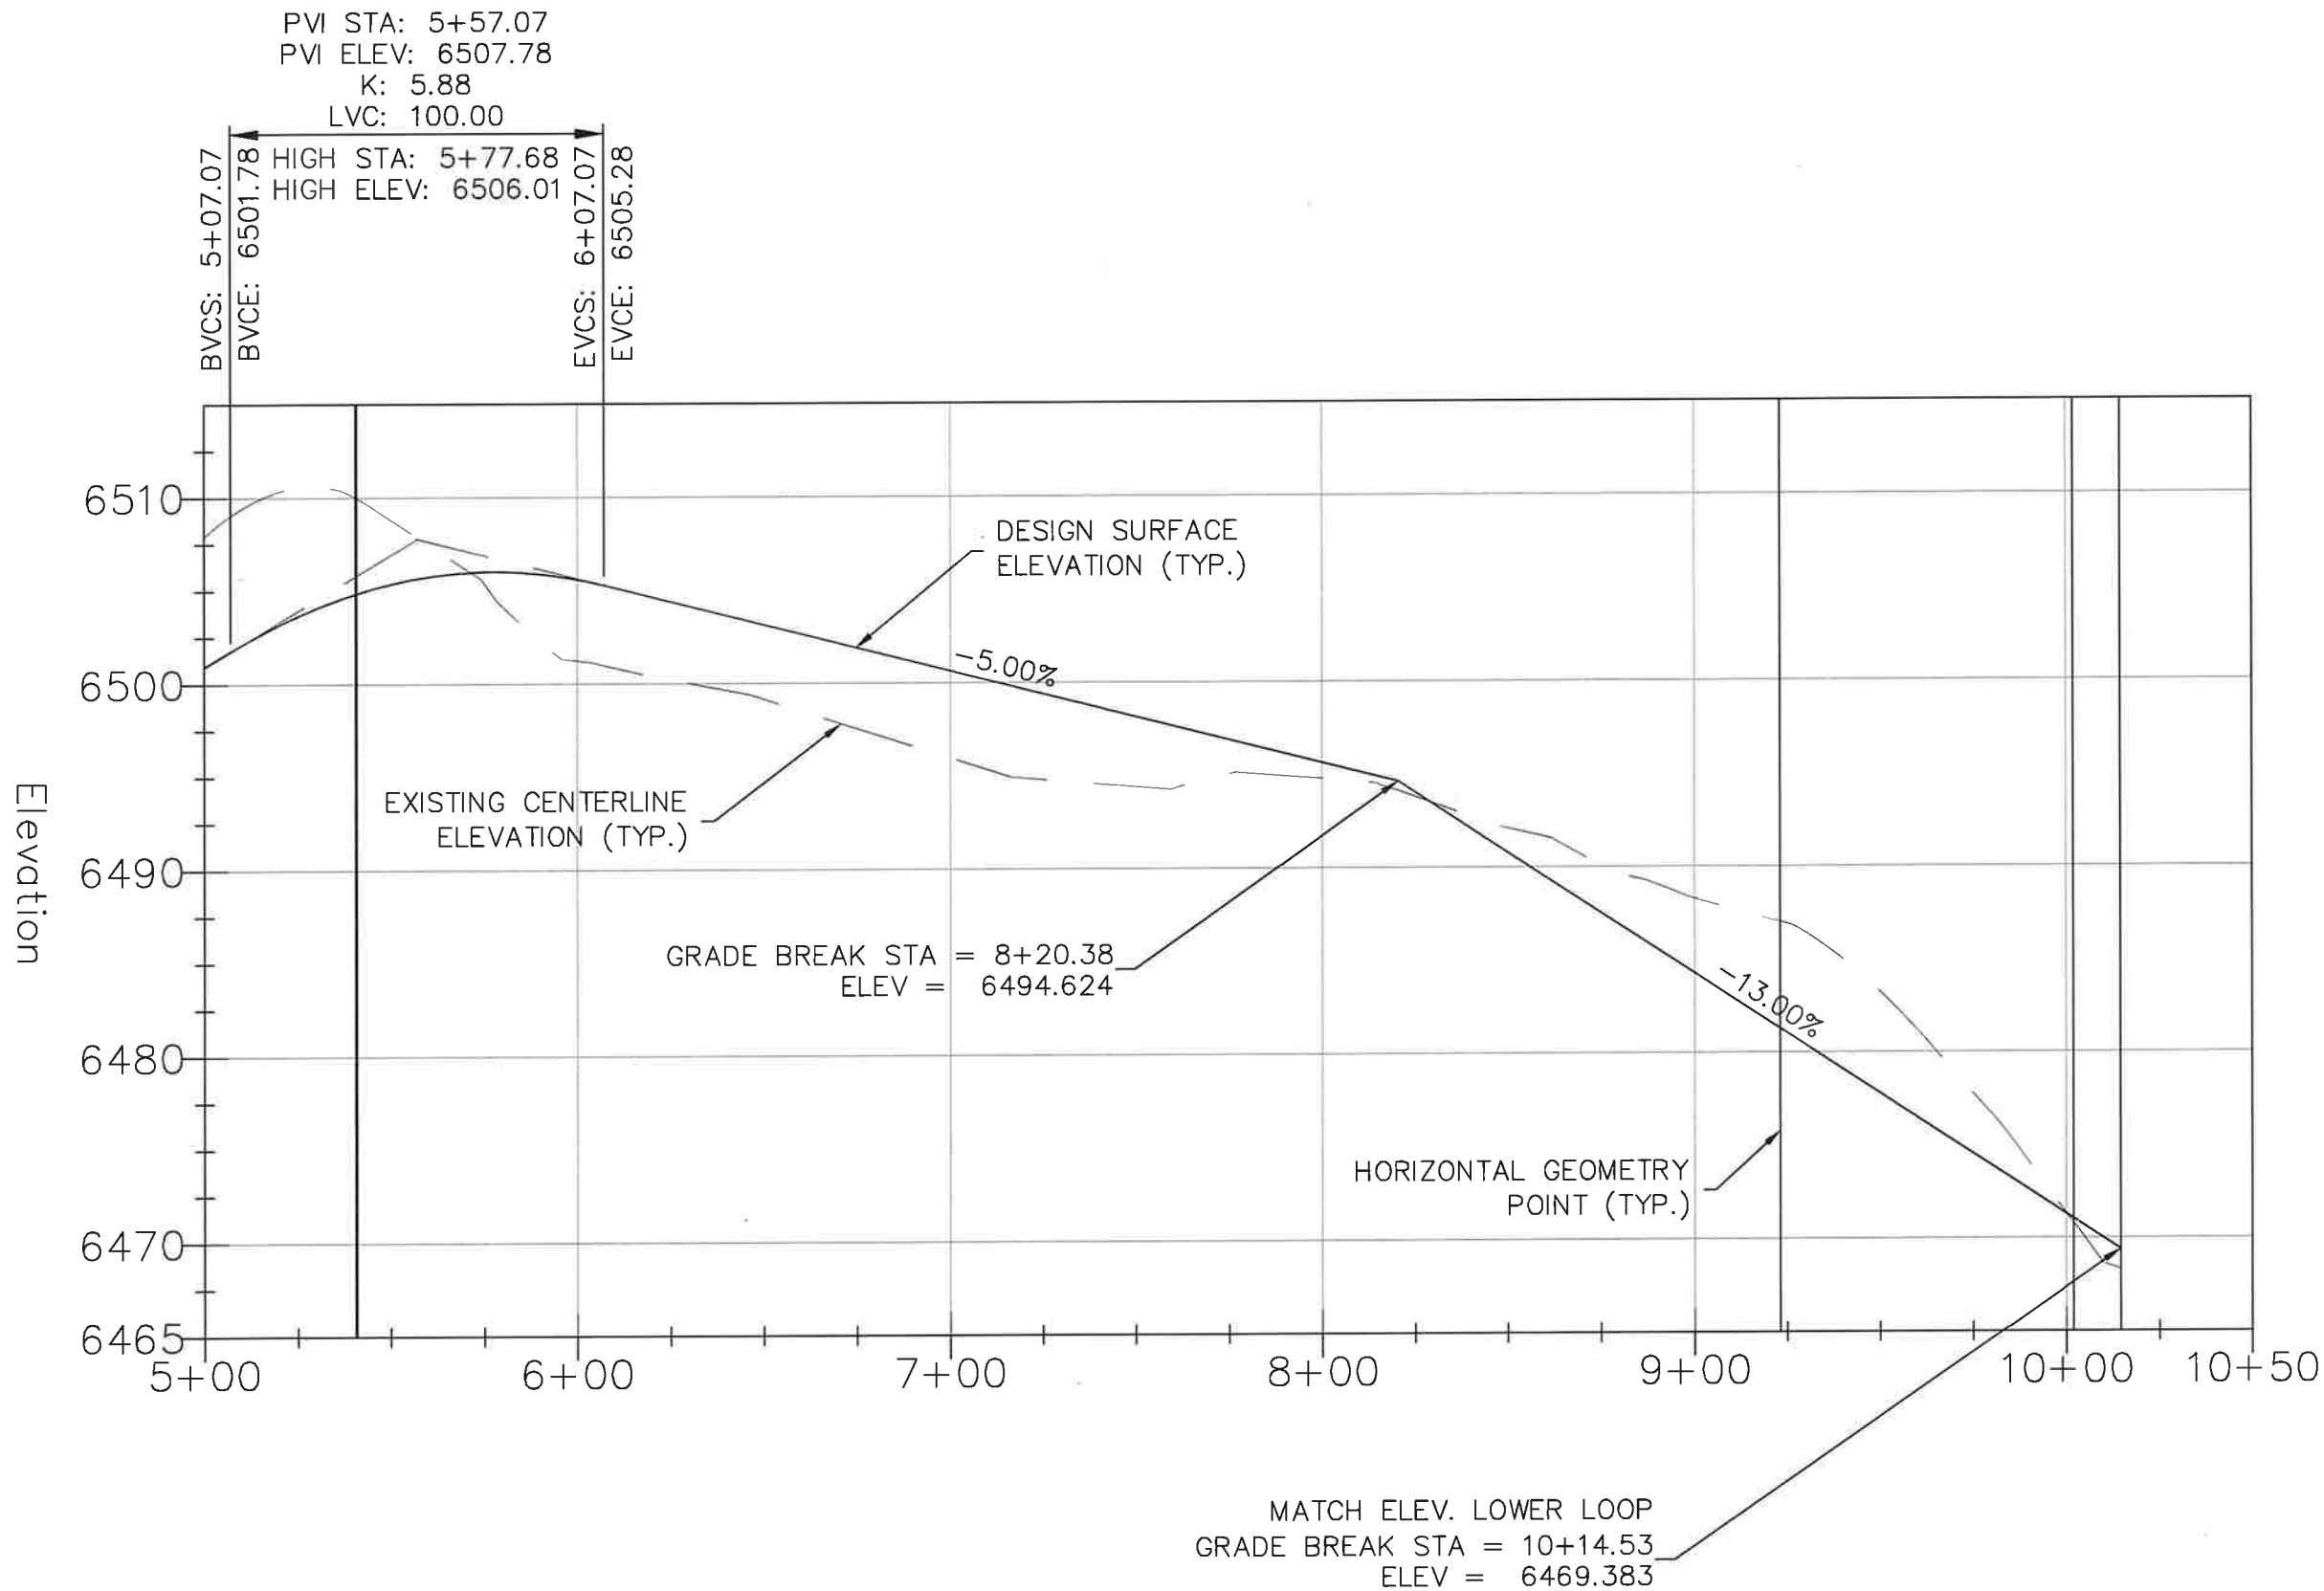 PVI STA: 5+57.07
PVI ELEV: 6507.78
K: 5.88
LVC: 100.00
BVCS: 5+07.07
BVCE: 6501.78
HIGH STA: 5+77.68
HIGH ELEV: 6506.01
EVCS: 6+07.07
EVCE: 6505.28
6510
6500
6490
6480
6470
6465
Elevation
DESIGN SURFACE
ELEVATION (TYP.)
-5.00%
EXISTING CENTERLINE
ELEVATION (TYP.)
GRADE BREAK STA = 8+20.38
ELEV = 6494.624
-13.00%
HORIZONTAL GEOMETRY
POINT (TYP.)
5+00 6+00 7+00 8+00 9+00 10+00 10+50
MATCH ELEV. LOWER LOOP
GRADE BREAK STA = 10+14.53
ELEV = 6469.383